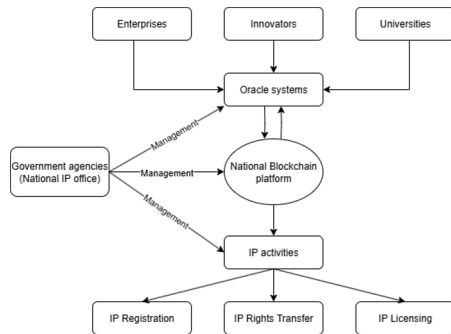 Enterprises
Innovators
Universities
Oracle systems
Management
Government agencies
(National IP office)
Management
National Blockchain
platform
Management
IP activities
IP Registration
IP Rights Transfer
IP Licensing